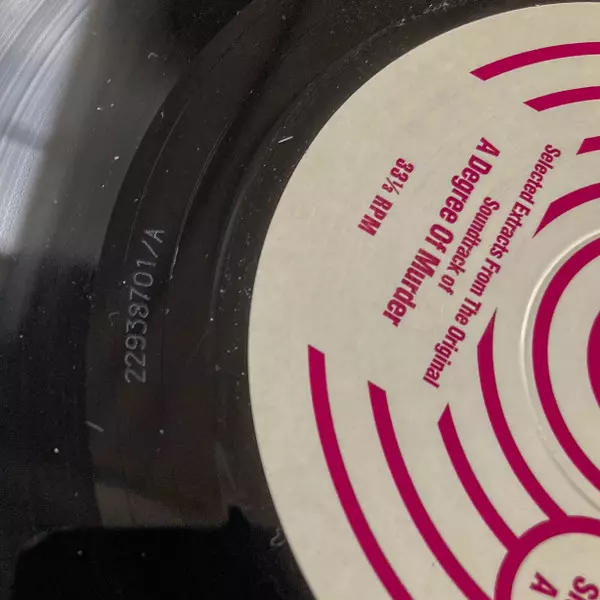 Selected Extracts From The Original
Soundtrack of
A Degree Of Murder
33⅓ RPM
A
22938701/A